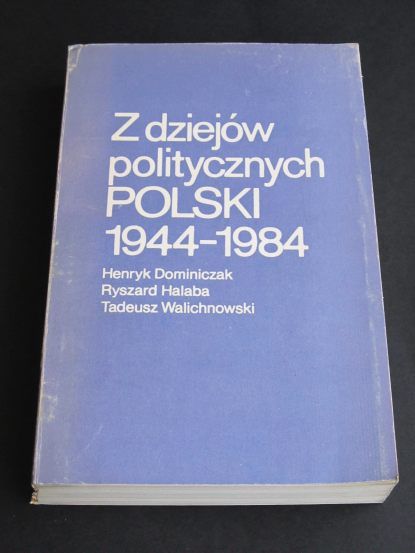 Z dziejów
politycznych
POLSKI
1944-1984
Henryk Dominiczak
Ryszard Halaba
Tadeusz Walichnowski